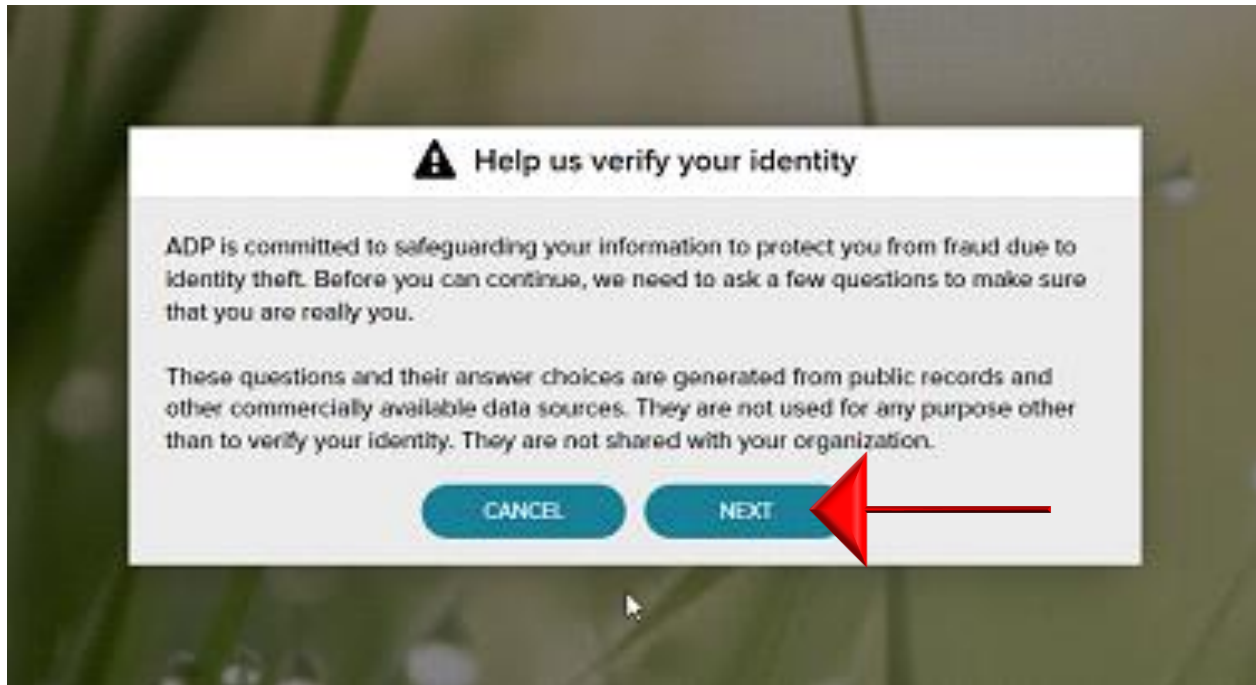 Help us verify your identity
ADP is committed to safeguarding your information to protect you from fraud due to
identity theft. Before you can continue, we need to ask a few questions to make sure
that you are really you.
These questions and their answer choices are generated from public records and
other commercially available data sources. They are not used for any purpose other
than to verify your identity. They are not shared with your organization.
CANCEL NEXT